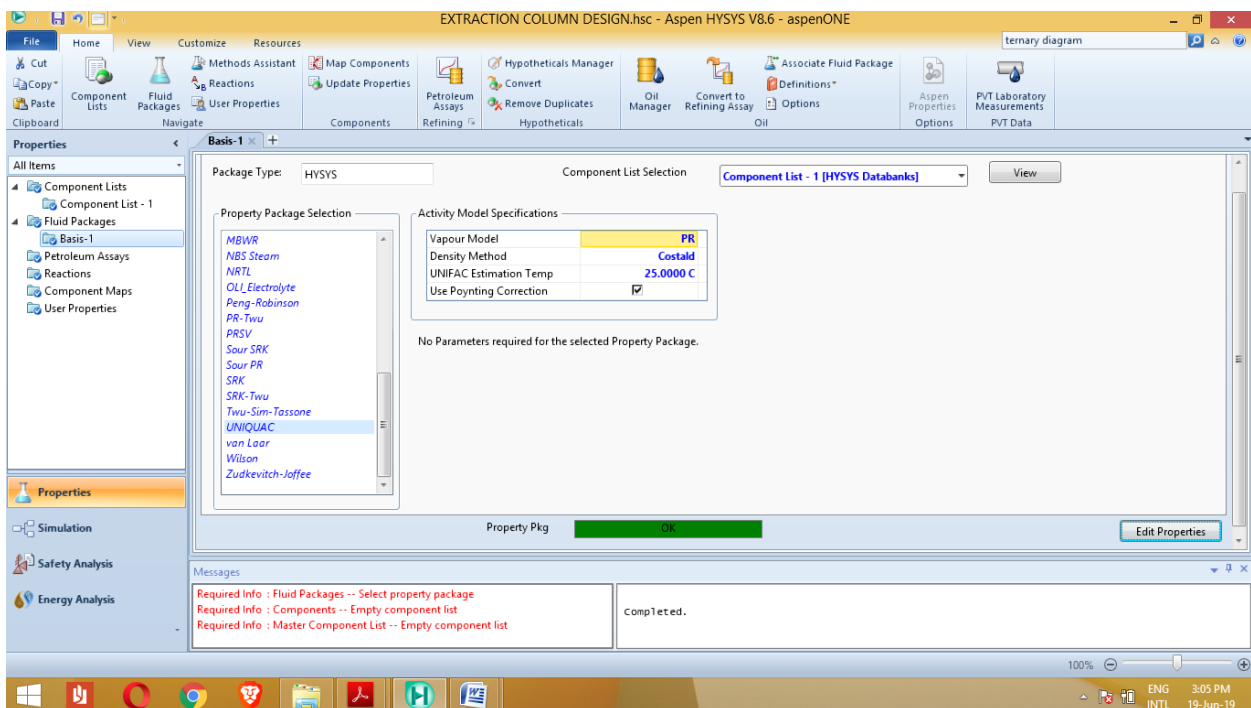 EXTRACTION COLUMN DESIGN.hsc - Aspen HYSYS V8.6 - aspenONE
File Home View Customize Resources ternary diagram
Cut Methods Assistant Map Components Hypotheticals Manager Associate Fluid Package
Copy Reactions Update Properties Convert Definitions
Paste Component Lists Fluid Packages User Properties Petroleum Assays Remove Duplicates Oil Manager Convert to Refining Assay Options Aspen Properties PVT Laboratory Measurements
Clipboard Navigate Components Refining Hypotheticals Oil Options PVT Data
Properties
All Items
Component Lists
Component List - 1
Fluid Packages
Basis-1
Petroleum Assays
Reactions
Component Maps
User Properties
Properties
Simulation
Safety Analysis
Energy Analysis
Basis-1
Package Type: HYSYS Component List Selection Component List - 1 [HYSYS Databanks] View
Property Package Selection
MBWR
NBS Steam
NRTL
OLI_Electrolyte
Peng-Robinson
PR-Twu
PRSV
Sour SRK
Sour PR
SRK
SRK-Twu
Twu-Sim-Tassone
UNIQUAC
van Laar
Wilson
Zudkevitch-Joffee
Activity Model Specifications
Vapour Model PR
Density Method Costald
UNIFAC Estimation Temp 25.0000 C
Use Poynting Correction
No Parameters required for the selected Property Package.
Property Pkg OK Edit Properties
Messages
Required Info : Fluid Packages -- Select property package
Required Info : Components -- Empty component list
Required Info : Master Component List -- Empty component list
Completed.
100%
ENG 3:05 PM
INTL 19-Jun-19